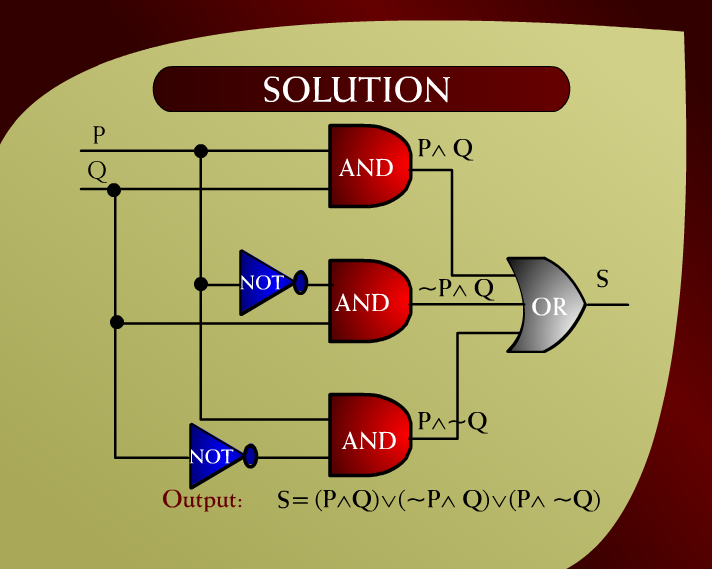 SOLUTION
P
Q
AND
P∧ Q
NOT
AND
~P∧ Q
OR
S
NOT
AND
P∧~Q
Output: S= (P∧Q)∨(~P∧ Q)∨(P∧ ~Q)